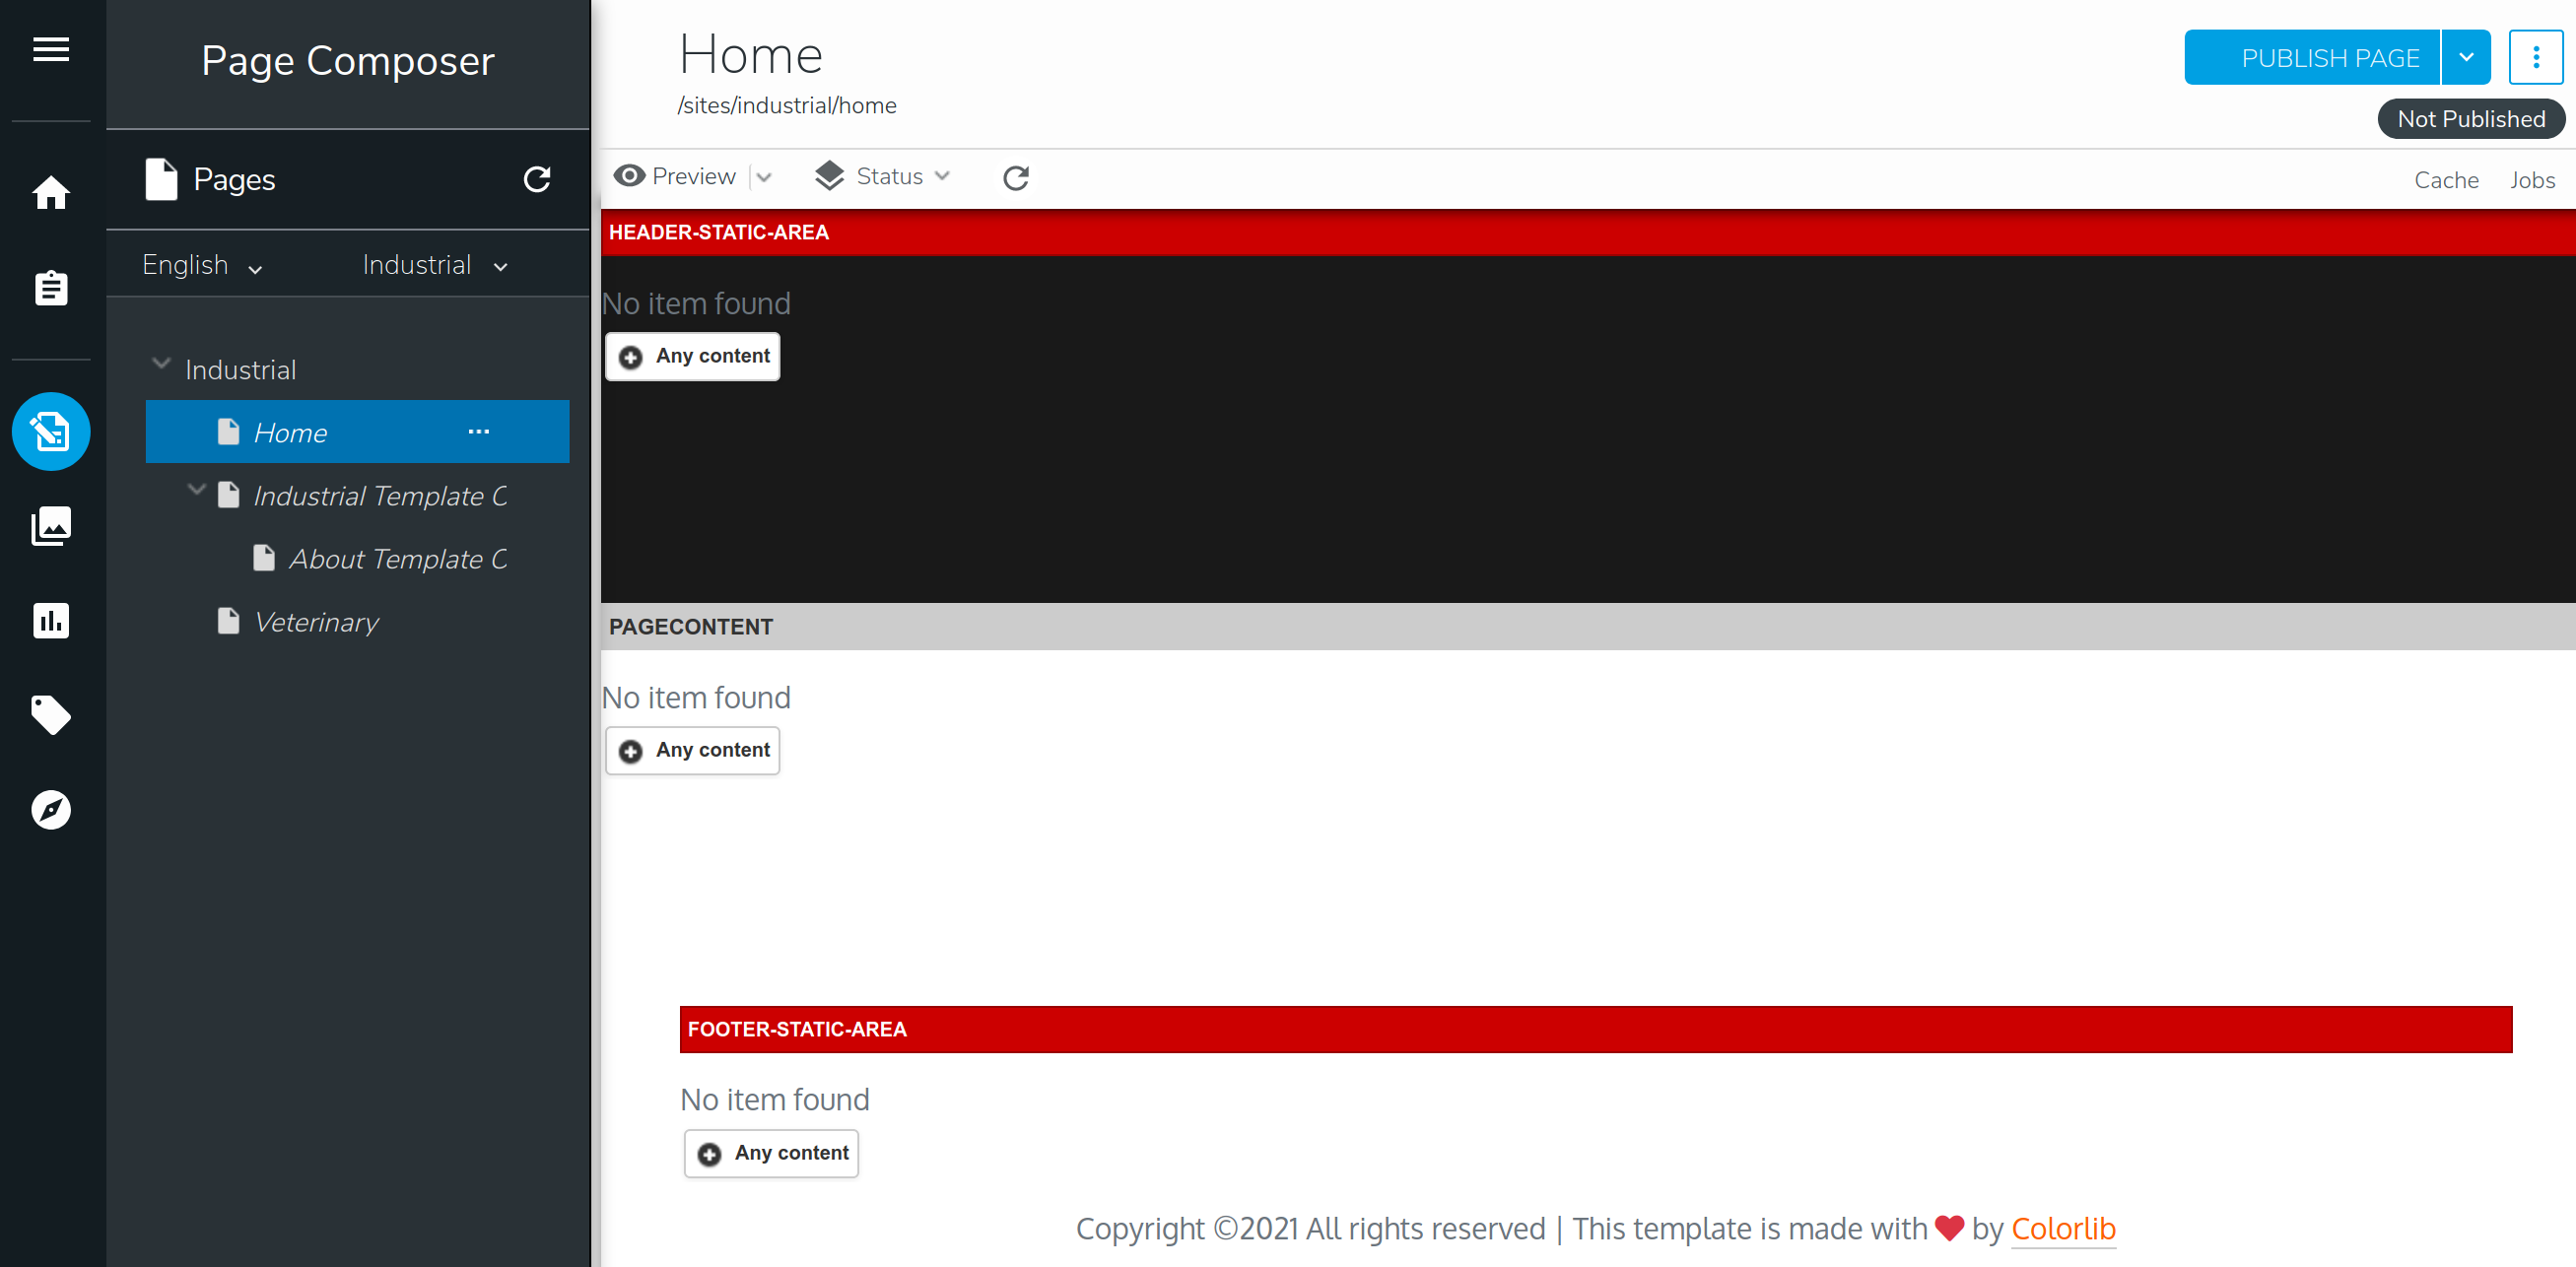 Page Composer
Pages
English
Industrial
Industrial
Home
Industrial Template C
About Template C
Veterinary
Home
/sites/industrial/home
PUBLISH PAGE
Not Published
Preview
Status
Cache
Jobs
HEADER-STATIC-AREA
No item found
Any content
PAGECONTENT
No item found
Any content
FOOTER-STATIC-AREA
No item found
Any content
Copyright ©2021 All rights reserved | This template is made with ❤ by Colorlib